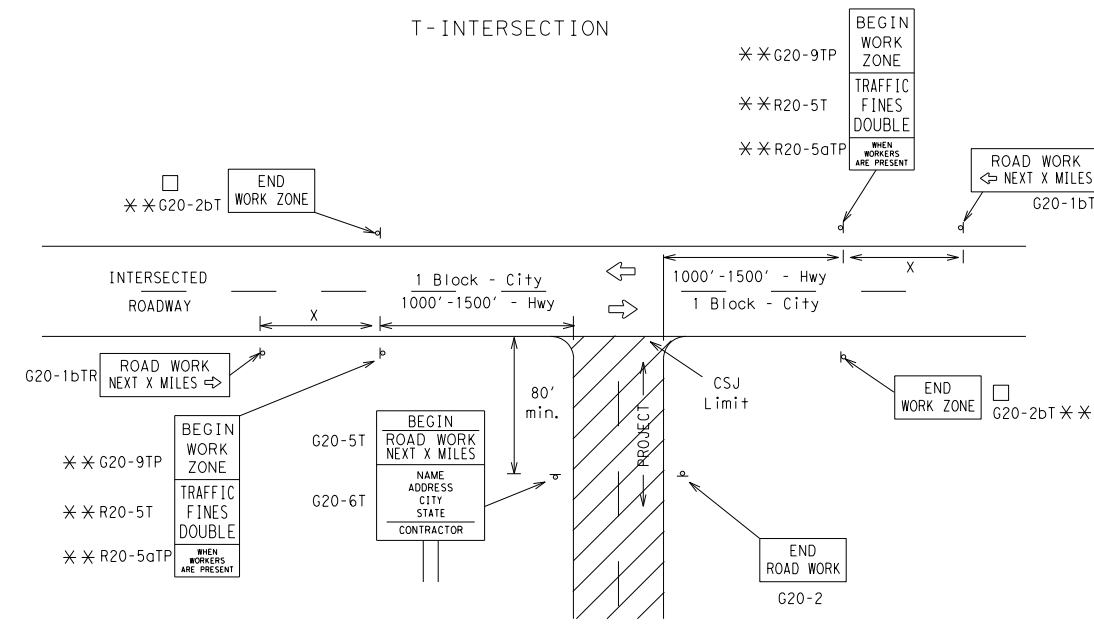 T-INTERSECTION
BEGIN
WORK
ZONE
TRAFFIC
FINES
DOUBLE
WHEN
WORKERS
ARE PRESENT
**G20-9TP
**R20-5T
**R20-5aTP
ROAD WORK
⇦ NEXT X MILES
G20-1bT
□
**G20-2bT
END
WORK ZONE
INTERSECTED
ROADWAY
1 Block - City
1000'-1500' - Hwy
X
1000'-1500' - Hwy
1 Block - City
X
G20-1bTR
ROAD WORK
NEXT X MILES ⇨
BEGIN
WORK
ZONE
TRAFFIC
FINES
DOUBLE
WHEN
WORKERS
ARE PRESENT
**G20-9TP
**R20-5T
**R20-5aTP
G20-5T
G20-6T
BEGIN
ROAD WORK
NEXT X MILES
NAME
ADDRESS
CITY
STATE
CONTRACTOR
80'
min.
PROJECT
CSJ
Limit
END
WORK ZONE
□
G20-2bT**
END
ROAD WORK
G20-2